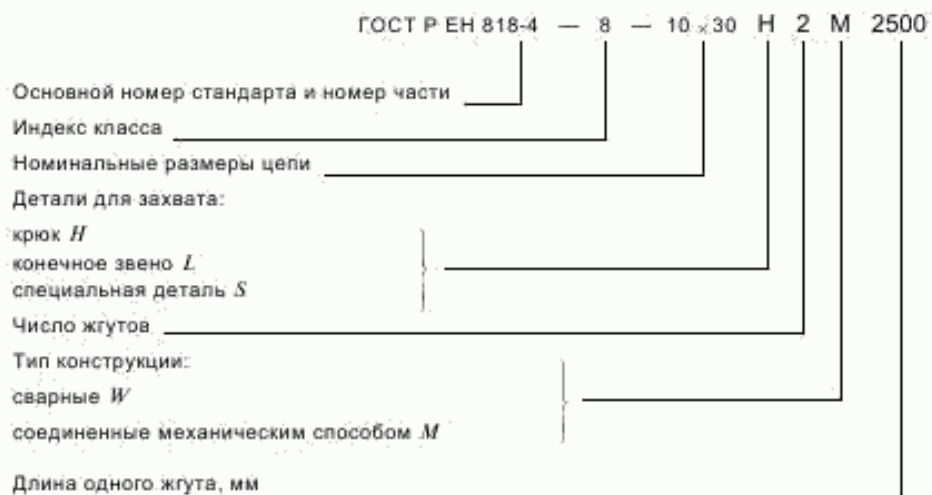 ГОСТ Р ЕН 818-4 — 8 — 10×30 Н 2 М 2500
Основной номер стандарта и номер части
Индекс класса
Номинальные размеры цепи
Детали для захвата:
крюк H
конечное звено L
специальная деталь S
Число жгутов
Тип конструкции:
сварные W
соединенные механическим способом M
Длина одного жгута, мм